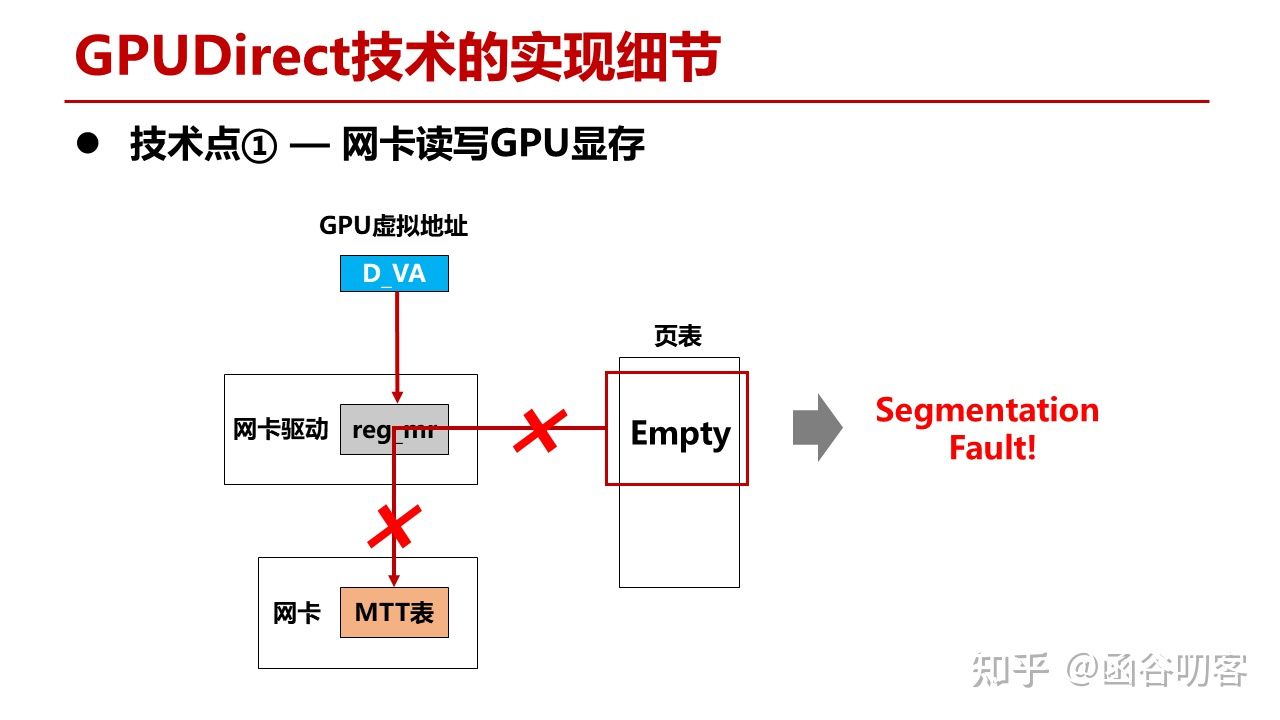 GPUDirect技术的实现细节
● 技术点① — 网卡读写GPU显存
GPU虚拟地址
D_VA
页表
网卡驱动
reg_mr
Empty
Segmentation
Fault!
网卡
MTT表
知乎 @函谷叨客